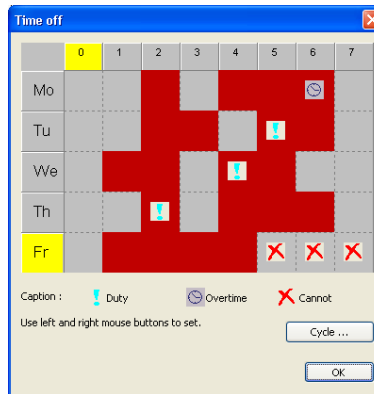 Time off
0 1 2 3 4 5 6 7
Mo
Tu
We
Th
Fr
Caption : Duty Overtime Cannot
Use left and right mouse buttons to set.
Cycle ...
OK